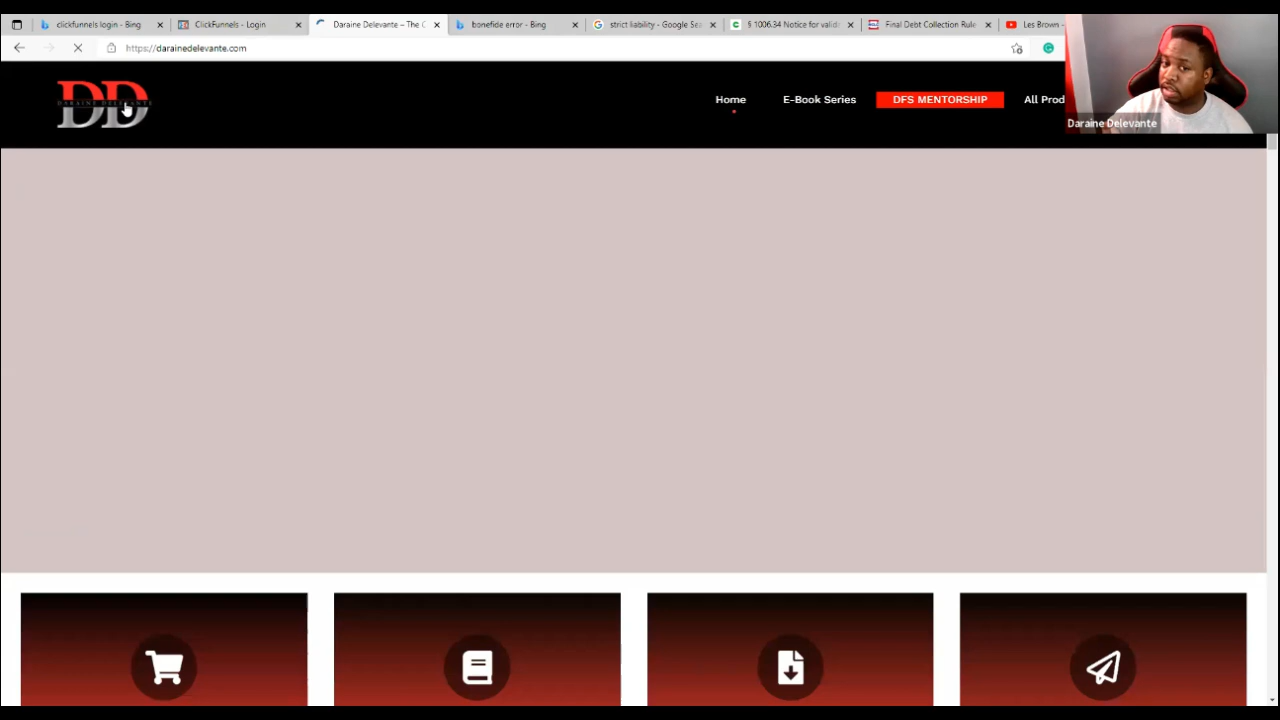 clickfunnels login - Bing
ClickFunnels - Login
Daraine Delevante – The C
bonefide error - Bing
strict liability - Google Sea
§ 1006.34 Notice for valid
Final Debt Collection Rule
Les Brown -
https://darainedelevante.com
DD
DARAINE DELEVANTE
Home
E-Book Series
DFS MENTORSHIP
All Prod
Daraine Delevante